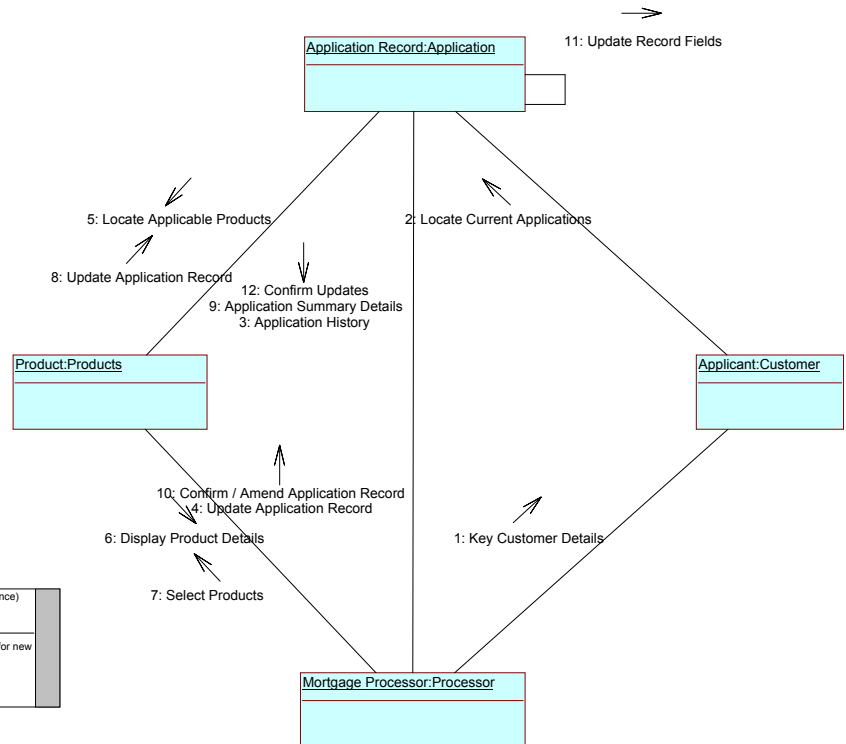 11: Update Record Fields
Application Record:Application
5: Locate Applicable Products
2: Locate Current Applications
8: Update Application Record
12: Confirm Updates
9: Application Summary Details
3: Application History
Product:Products
Applicant:Customer
10: Confirm / Amend Application Record
4: Update Application Record
6: Display Product Details
1: Key Customer Details
7: Select Products
for new
Mortgage Processor:Processor